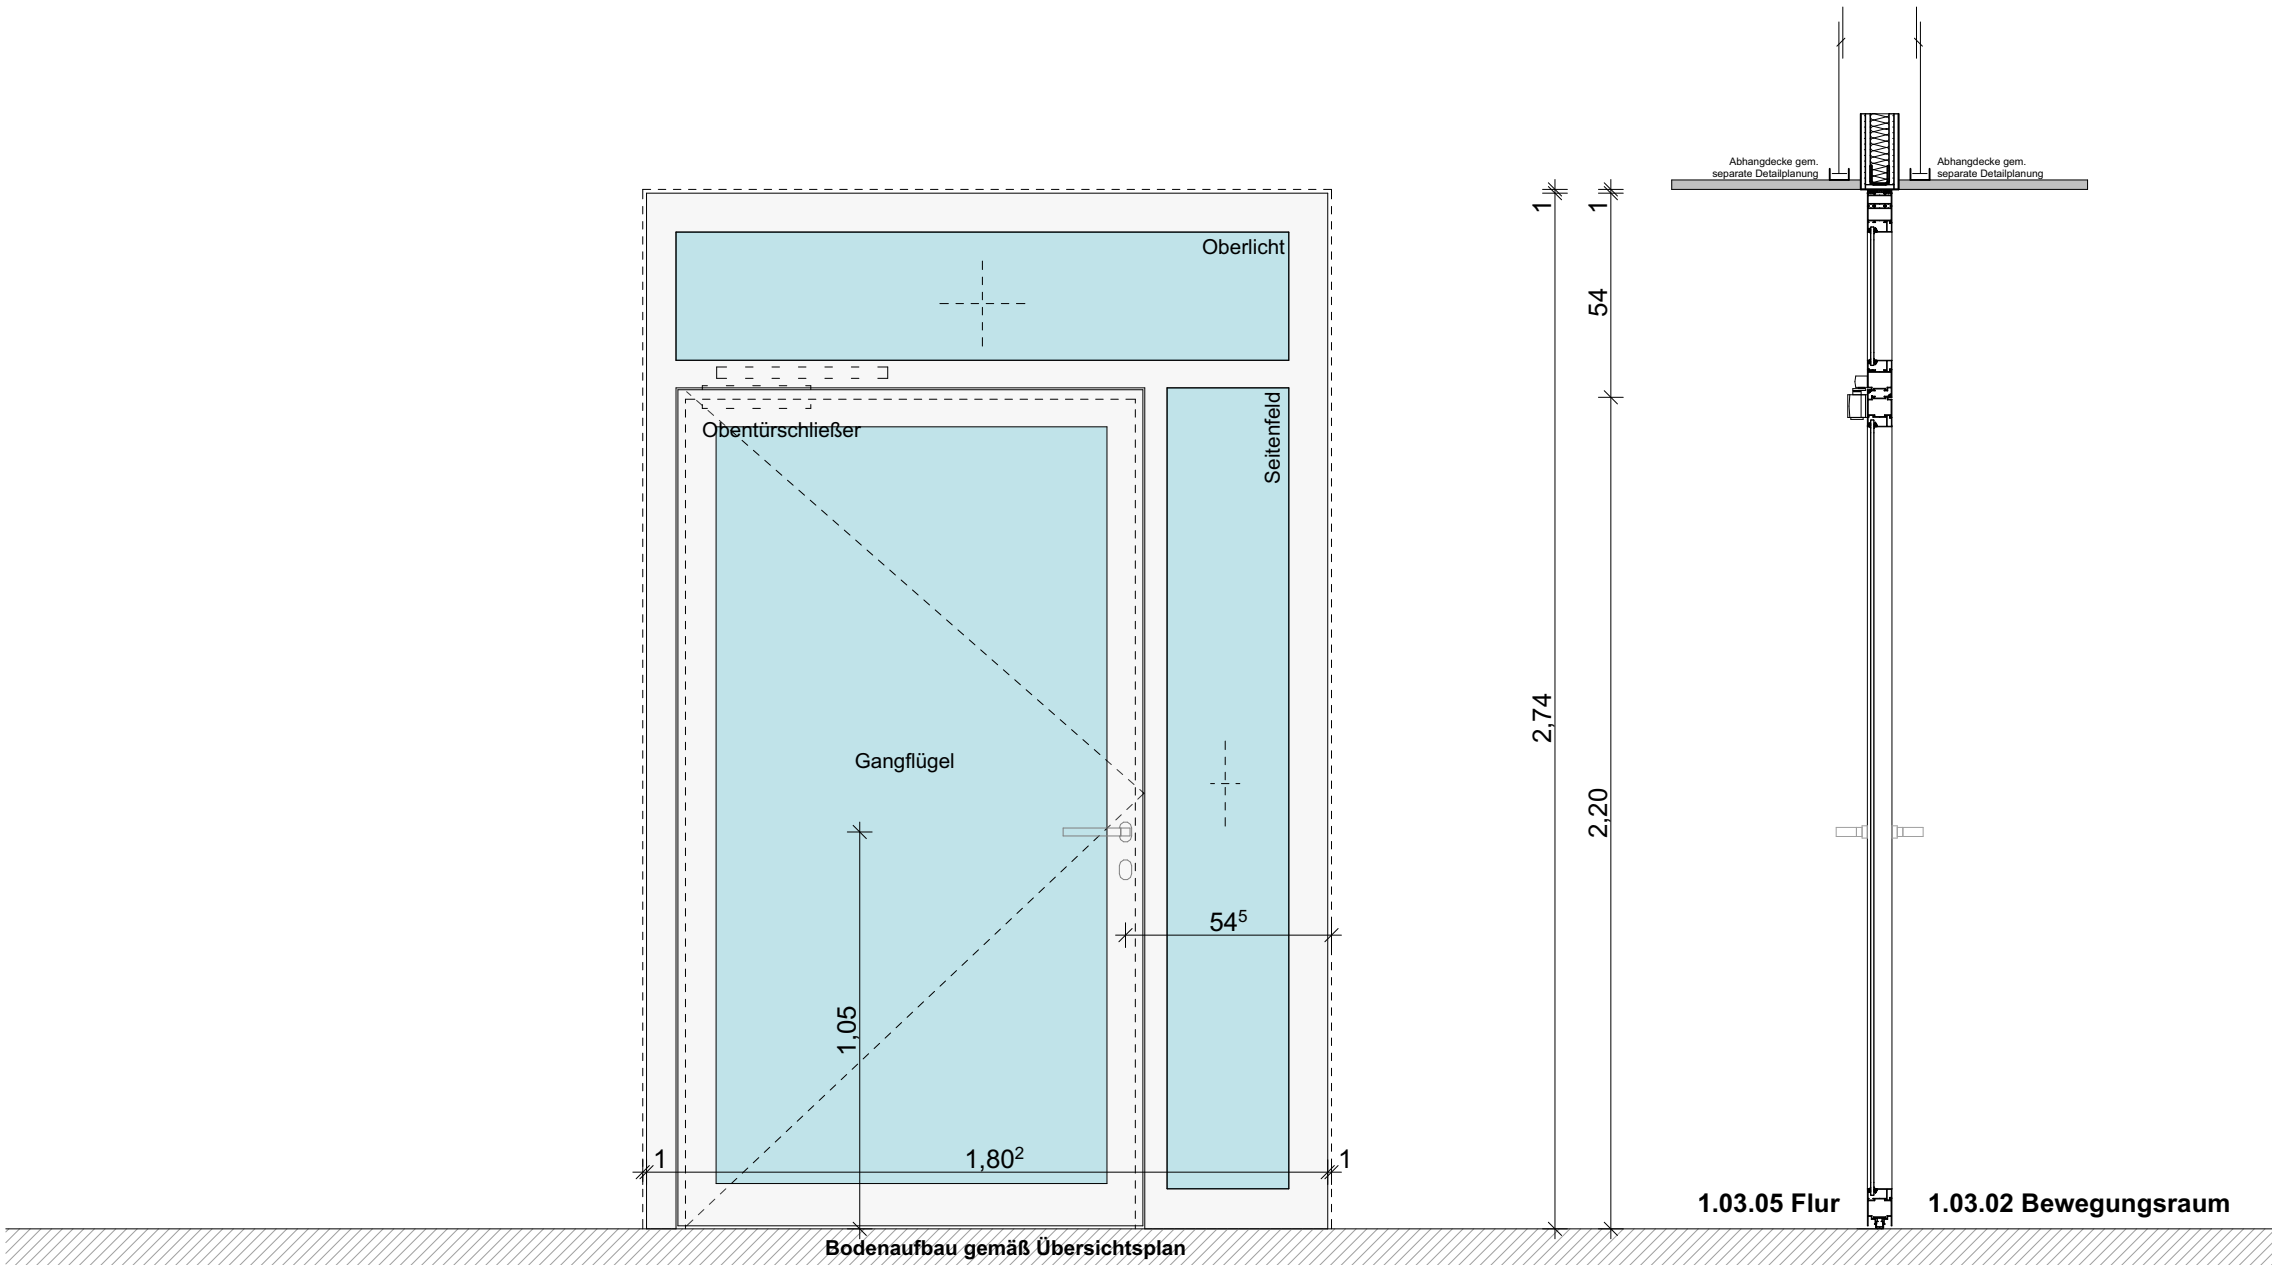 Abhangdecke gem.
separate Detailplanung
Abhangdecke gem.
separate Detailplanung
1
1
Oberlicht
54
Obentürschließer
Seitenfeld
2,74
Gangflügel
2,20
54⁵
1,05
1
1,80²
1
1.03.05 Flur
1.03.02 Bewegungsraum
Bodenaufbau gemäß Übersichtsplan